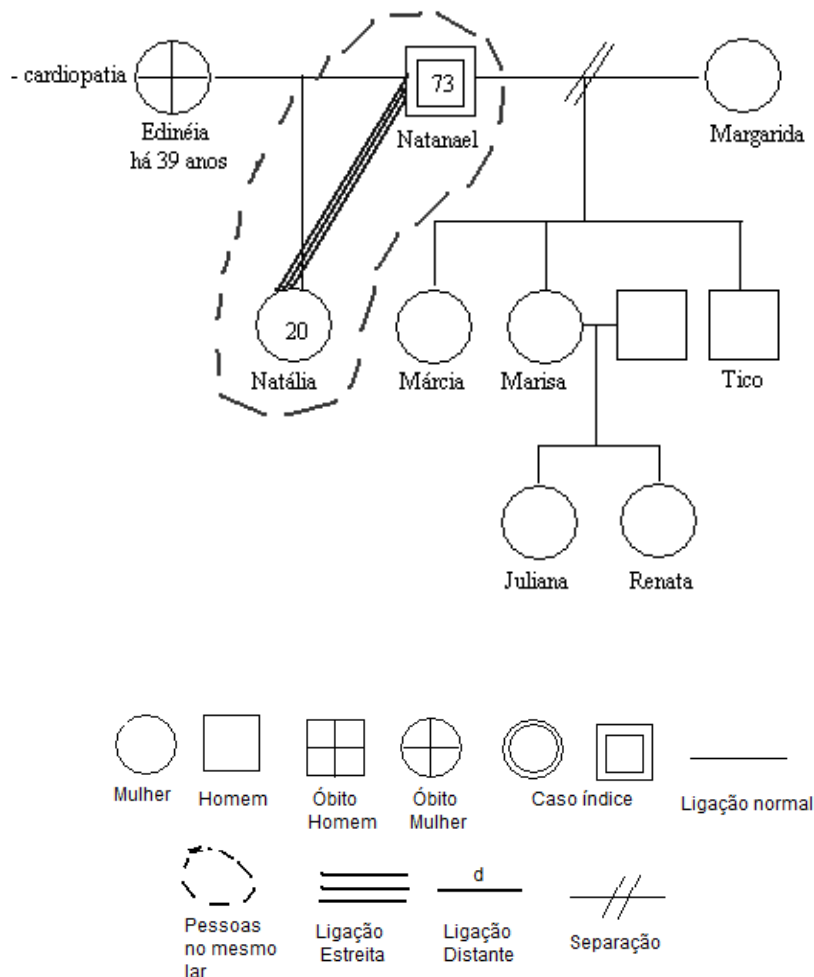 - cardiopatia
73
Edinéia
há 39 anos
Natanael
Margarida
20
Natália
Márcia
Marisa
Tico
Juliana
Renata
Mulher
Homem
Óbito
Homem
Óbito
Mulher
Caso índice
Ligação normal
Pessoas
no mesmo
lar
Ligação
Estreita
d
Ligação
Distante
Separação